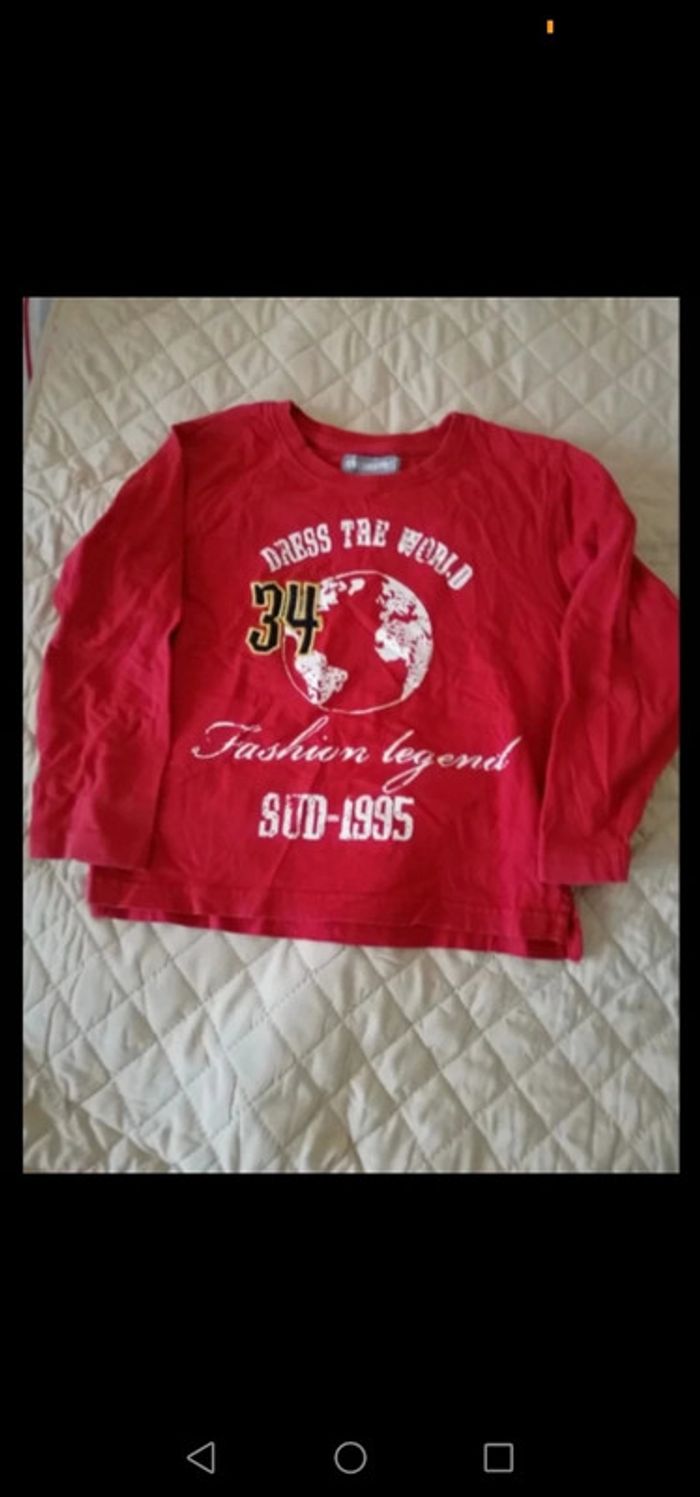 DRESS THE WORLD
34
Fashion legend
SUD-1995